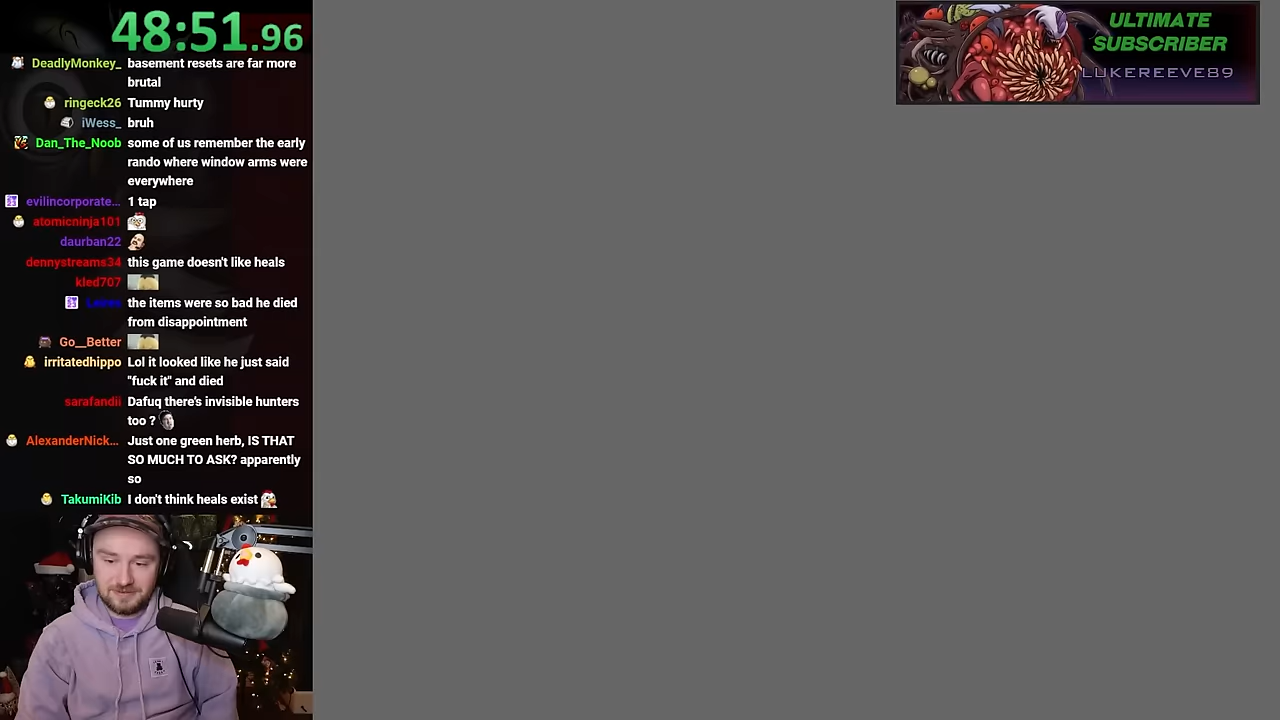 48:51.96
DeadlyMonkey_ basement resets are far more
brutal
ringeck26 Tummy hurty
iWess_ bruh
Dan_The_Noob some of us remember the early
rando where window arms were
everywhere
evilincorporate... 1 tap
atomicninja101
daurban22
dennystreams34 this game doesn't like heals
kled707
the items were so bad he died
from disappointment
Go__Better
irritatedhippo Lol it looked like he just said
"fuck it" and died
sarafandii Dafuq there's invisible hunters
too ?
AlexanderNick... Just one green herb, IS THAT
SO MUCH TO ASK? apparently
so
TakumiKib I don't think heals exist
ULTIMATE
SUBSCRIBER
LUKEREEVE89